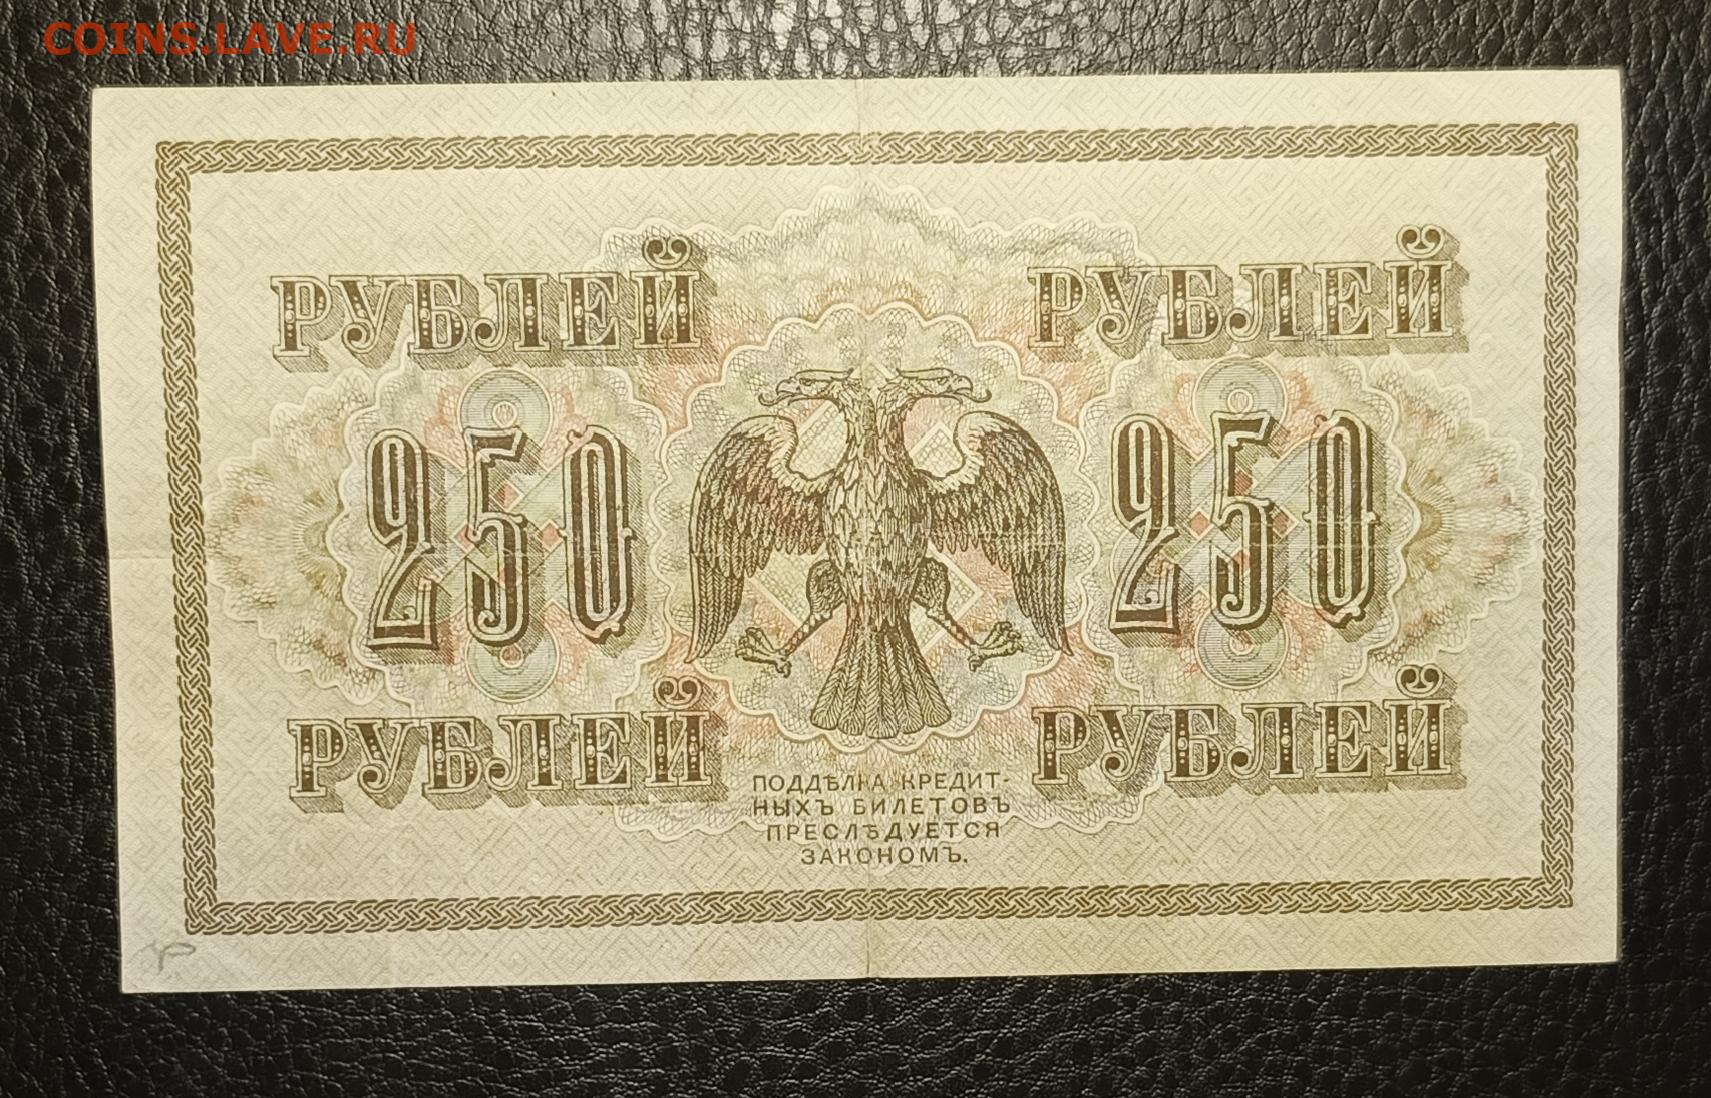 COINS.LAVE.RU
РУБЛЕЙ РУБЛЕЙ
250 250
РУБЛЕЙ РУБЛЕЙ
ПОДДѢЛКА КРЕДИТ-
НЫХЪ БИЛЕТОВЪ
ПРЕСЛѢДУЕТСЯ
ЗАКОНОМЪ.